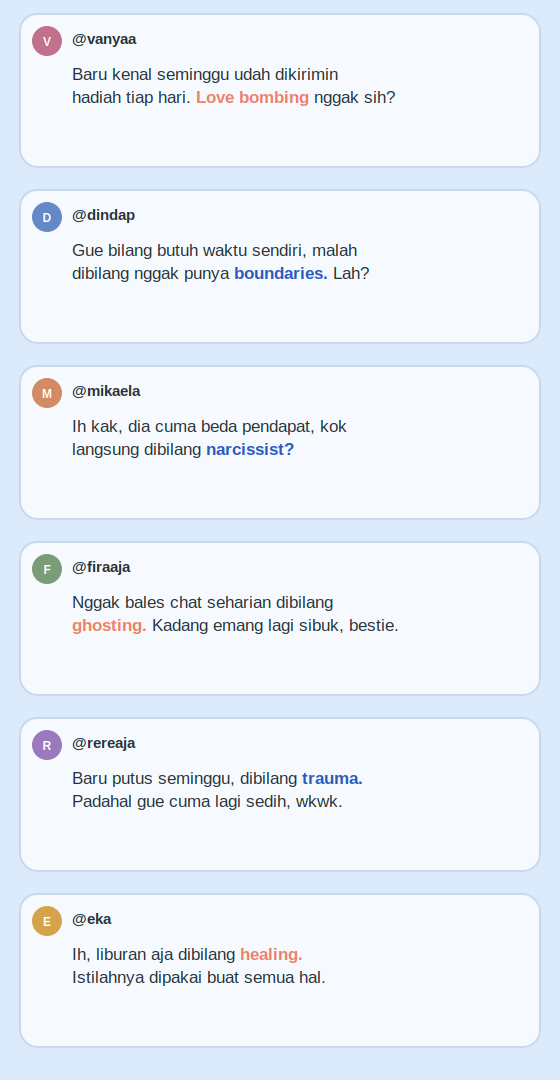 V
@vanyaa
Baru kenal seminggu udah dikirimin
hadiah tiap hari. Love bombing nggak sih?
D
@dindap
Gue bilang butuh waktu sendiri, malah
dibilang nggak punya boundaries. Lah?
M
@mikaela
Ih kak, dia cuma beda pendapat, kok
langsung dibilang narcissist?
F
@firaaja
Nggak bales chat seharian dibilang
ghosting. Kadang emang lagi sibuk, bestie.
R
@rereaja
Baru putus seminggu, dibilang trauma.
Padahal gue cuma lagi sedih, wkwk.
E
@eka
Ih, liburan aja dibilang healing.
Istilahnya dipakai buat semua hal.